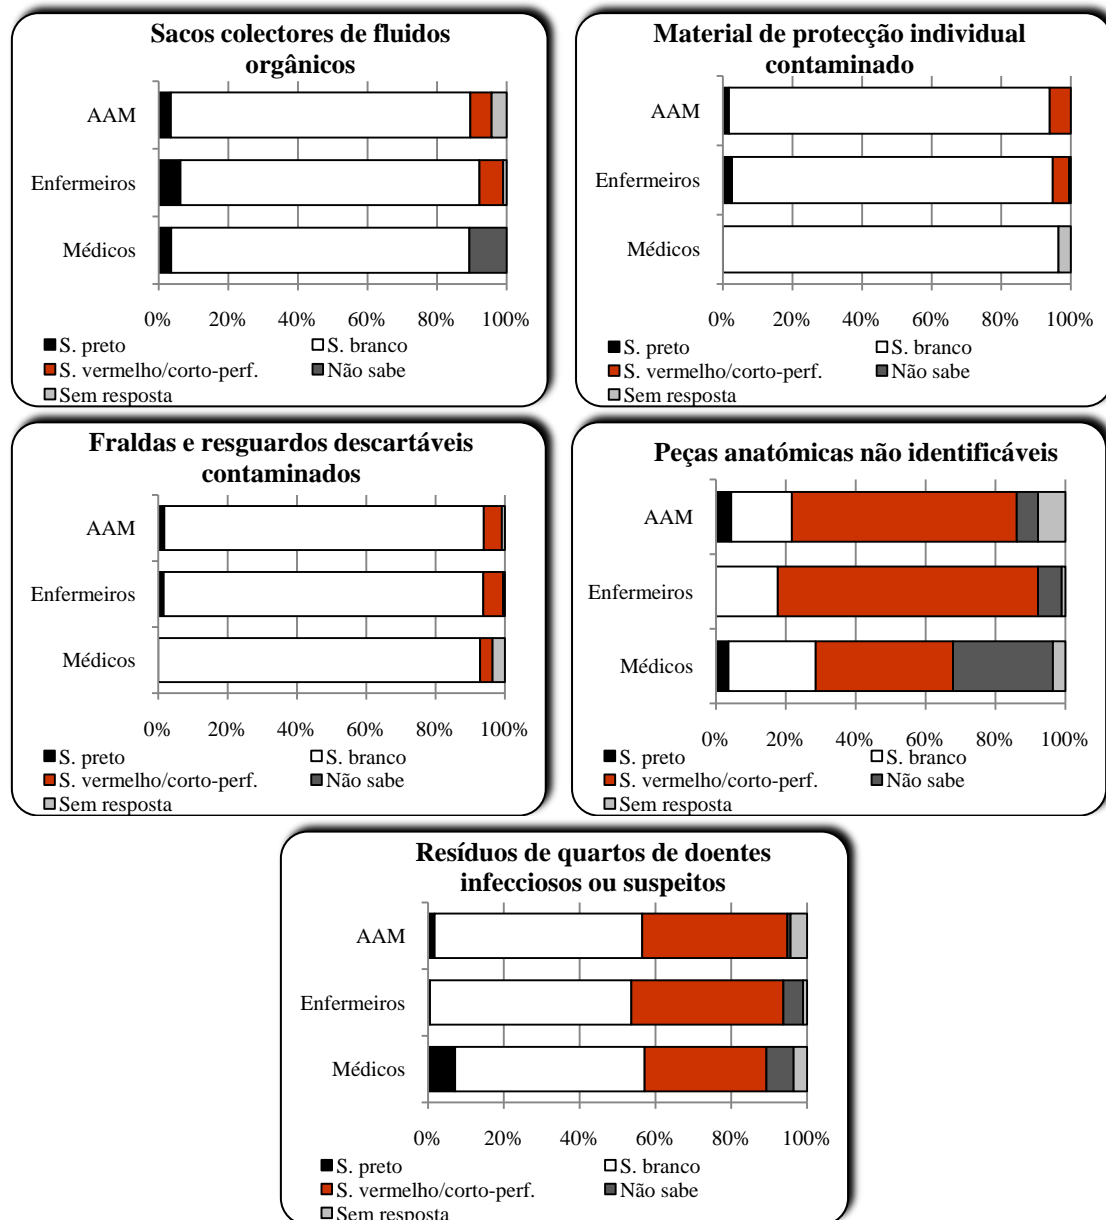 Sacos colectores de fluidos
orgânicos
AAM
Enfermeiros
Médicos
0% 20% 40% 60% 80% 100%
S. preto S. branco
S. vermelho/corto-perf. Não sabe
Sem resposta
Material de protecção individual
contaminado
AAM
Enfermeiros
Médicos
0% 20% 40% 60% 80% 100%
S. preto S. branco
S. vermelho/corto-perf. Não sabe
Sem resposta
Fraldas e resguardos descartáveis
contaminados
AAM
Enfermeiros
Médicos
0% 20% 40% 60% 80% 100%
S. preto S. branco
S. vermelho/corto-perf. Não sabe
Sem resposta
Peças anatómicas não identificáveis
AAM
Enfermeiros
Médicos
0% 20% 40% 60% 80% 100%
S. preto S. branco
S. vermelho/corto-perf. Não sabe
Sem resposta
Resíduos de quartos de doentes
infecciosos ou suspeitos
AAM
Enfermeiros
Médicos
0% 20% 40% 60% 80% 100%
S. preto S. branco
S. vermelho/corto-perf. Não sabe
Sem resposta